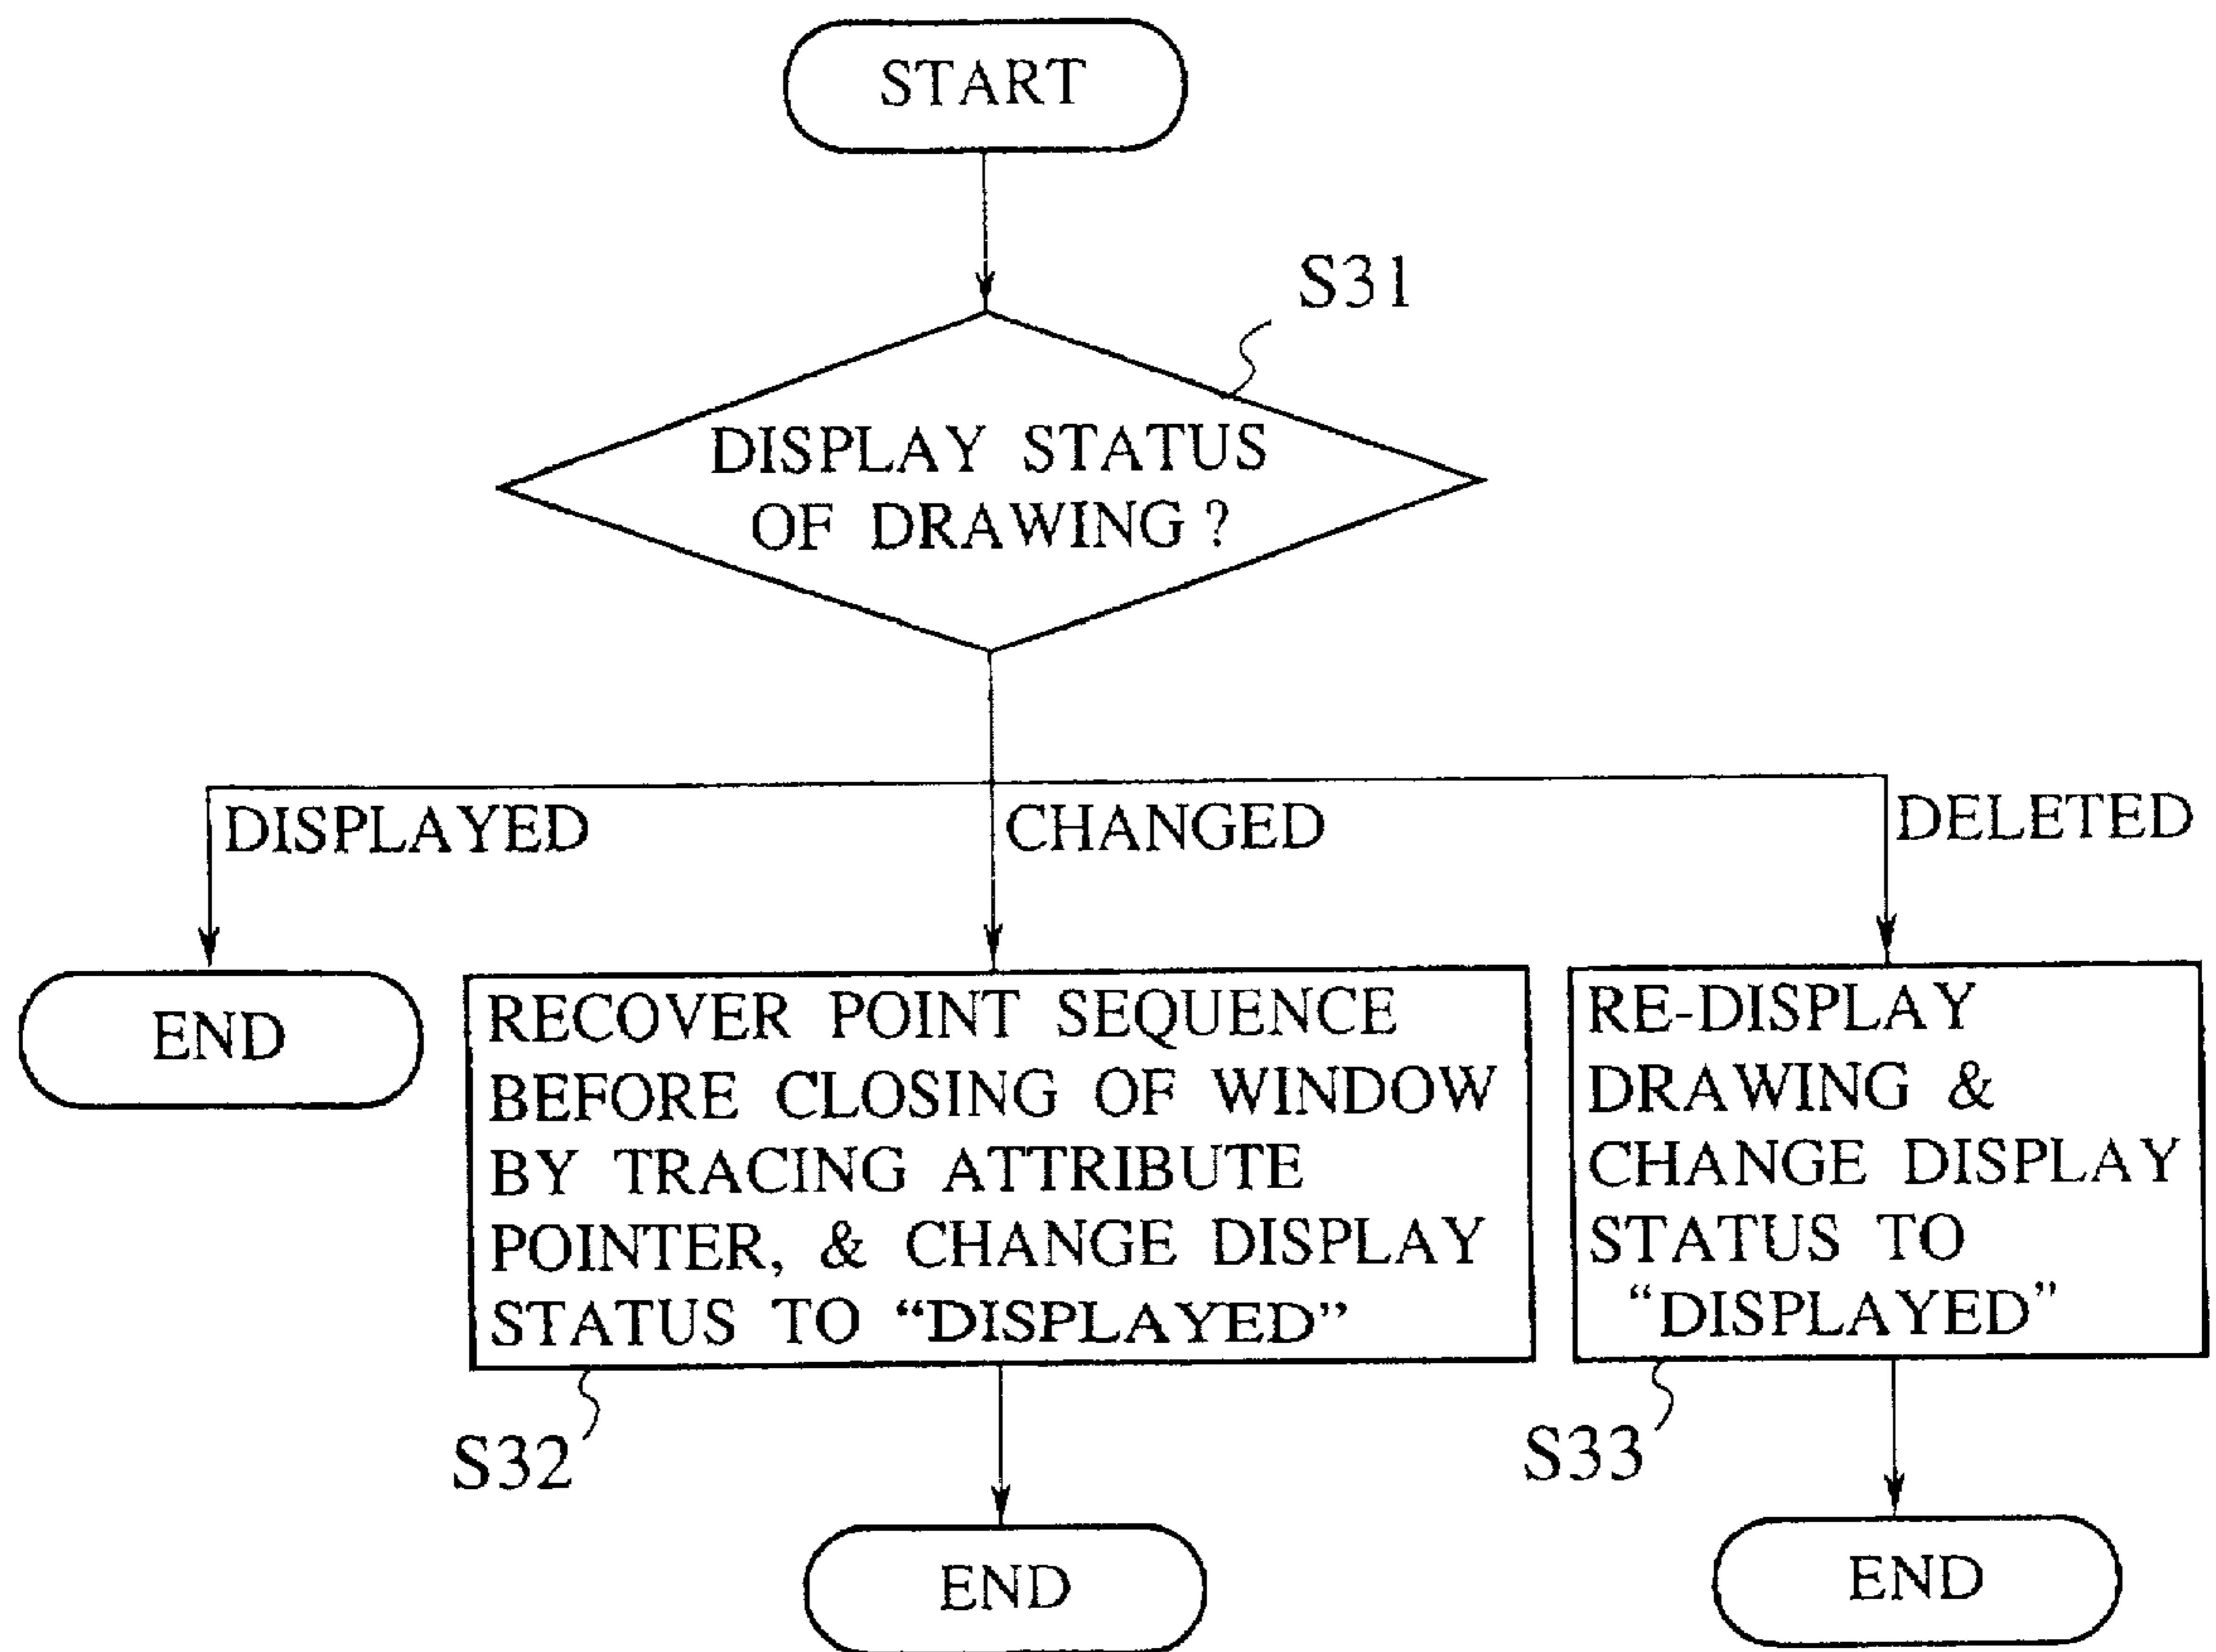 START
S31
DISPLAY STATUS
OF DRAWING ?
DISPLAYED
CHANGED
DELETED
END
RECOVER POINT SEQUENCE
BEFORE CLOSING OF WINDOW
BY TRACING ATTRIBUTE
POINTER, & CHANGE DISPLAY
STATUS TO “DISPLAYED”
RE-DISPLAY
DRAWING &
CHANGE DISPLAY
STATUS TO
“DISPLAYED”
S32
S33
END
END